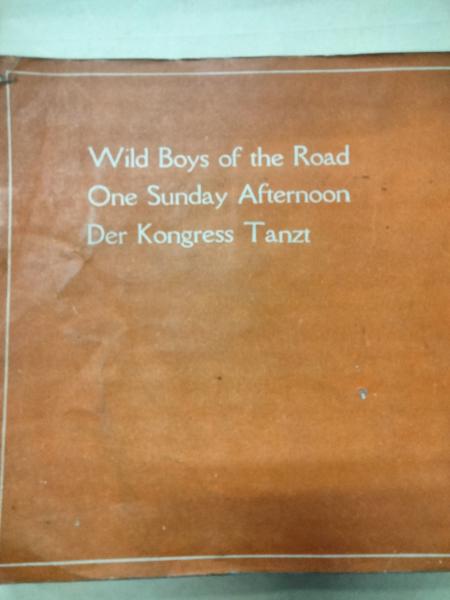 Wild Boys of the Road
One Sunday Afternoon
Der Kongress Tanzt